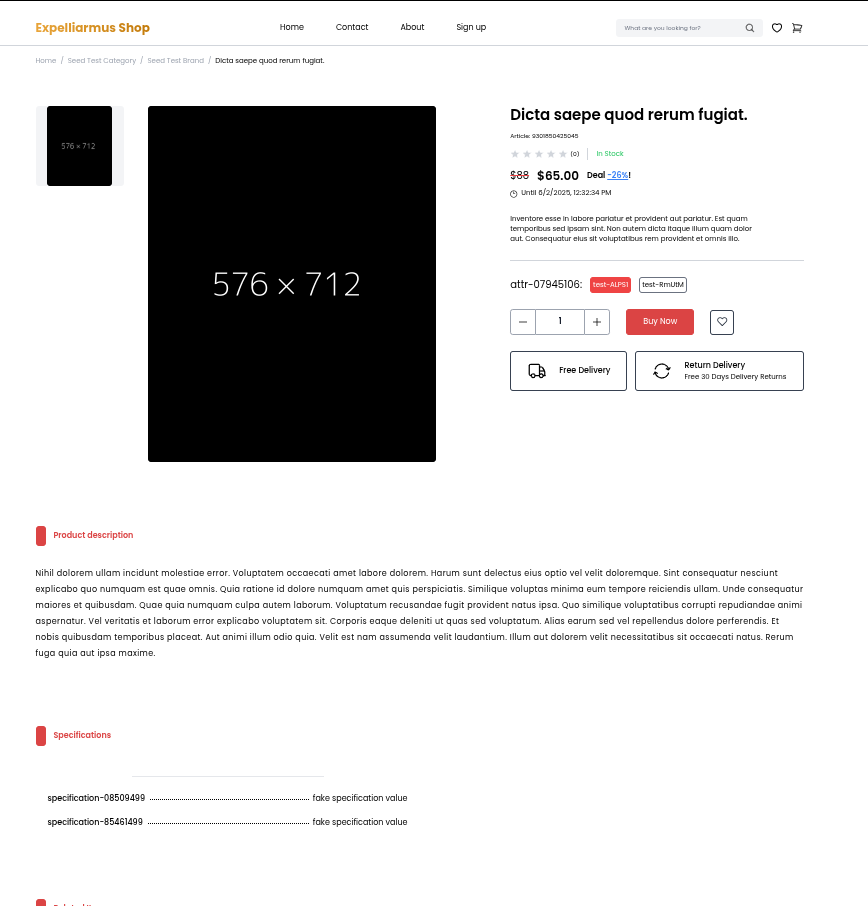 Expelliarmus Shop
Home
Contact
About
Sign up
What are you looking for?
Home / Seed Test Category / Seed Test Brand / Dicta saepe quod rerum fugiat.
576 × 712
576 × 712
Dicta saepe quod rerum fugiat.
Article: 9301850425045
(0)
In Stock
$88 $65.00 Deal -26%!
Until 6/2/2025, 12:32:34 PM
Inventore esse in labore pariatur et provident aut pariatur. Est quam
temporibus sed ipsam sint. Non autem dicta itaque illum quam dolor
aut. Consequatur eius sit voluptatibus rem provident et omnis illo.
attr-07945106: test-ALPS1 test-RmUtM
1
Buy Now
Free Delivery
Return Delivery
Free 30 Days Delivery Returns
Product description
Nihil dolorem ullam incidunt molestiae error. Voluptatem occaecati amet labore dolorem. Harum sunt delectus eius optio vel velit doloremque. Sint consequatur nesciunt
explicabo quo numquam est quae omnis. Quia ratione id dolore numquam amet quis perspiciatis. Similique voluptas minima eum tempore reiciendis ullam. Unde consequatur
maiores et quibusdam. Quae quia numquam culpa autem laborum. Voluptatum recusandae fugit provident natus ipsa. Quo similique voluptatibus corrupti repudiandae animi
aspernatur. Vel veritatis et laborum error explicabo voluptatem sit. Corporis eaque deleniti ut quas sed voluptatum. Alias earum sed vel repellendus dolore perferendis. Et
nobis quibusdam temporibus placeat. Aut animi illum odio quia. Velit est nam assumenda velit laudantium. Illum aut dolorem velit necessitatibus sit occaecati natus. Rerum
fuga quia aut ipsa maxime.
Specifications
specification-08509499 fake specification value
specification-85461499 fake specification value